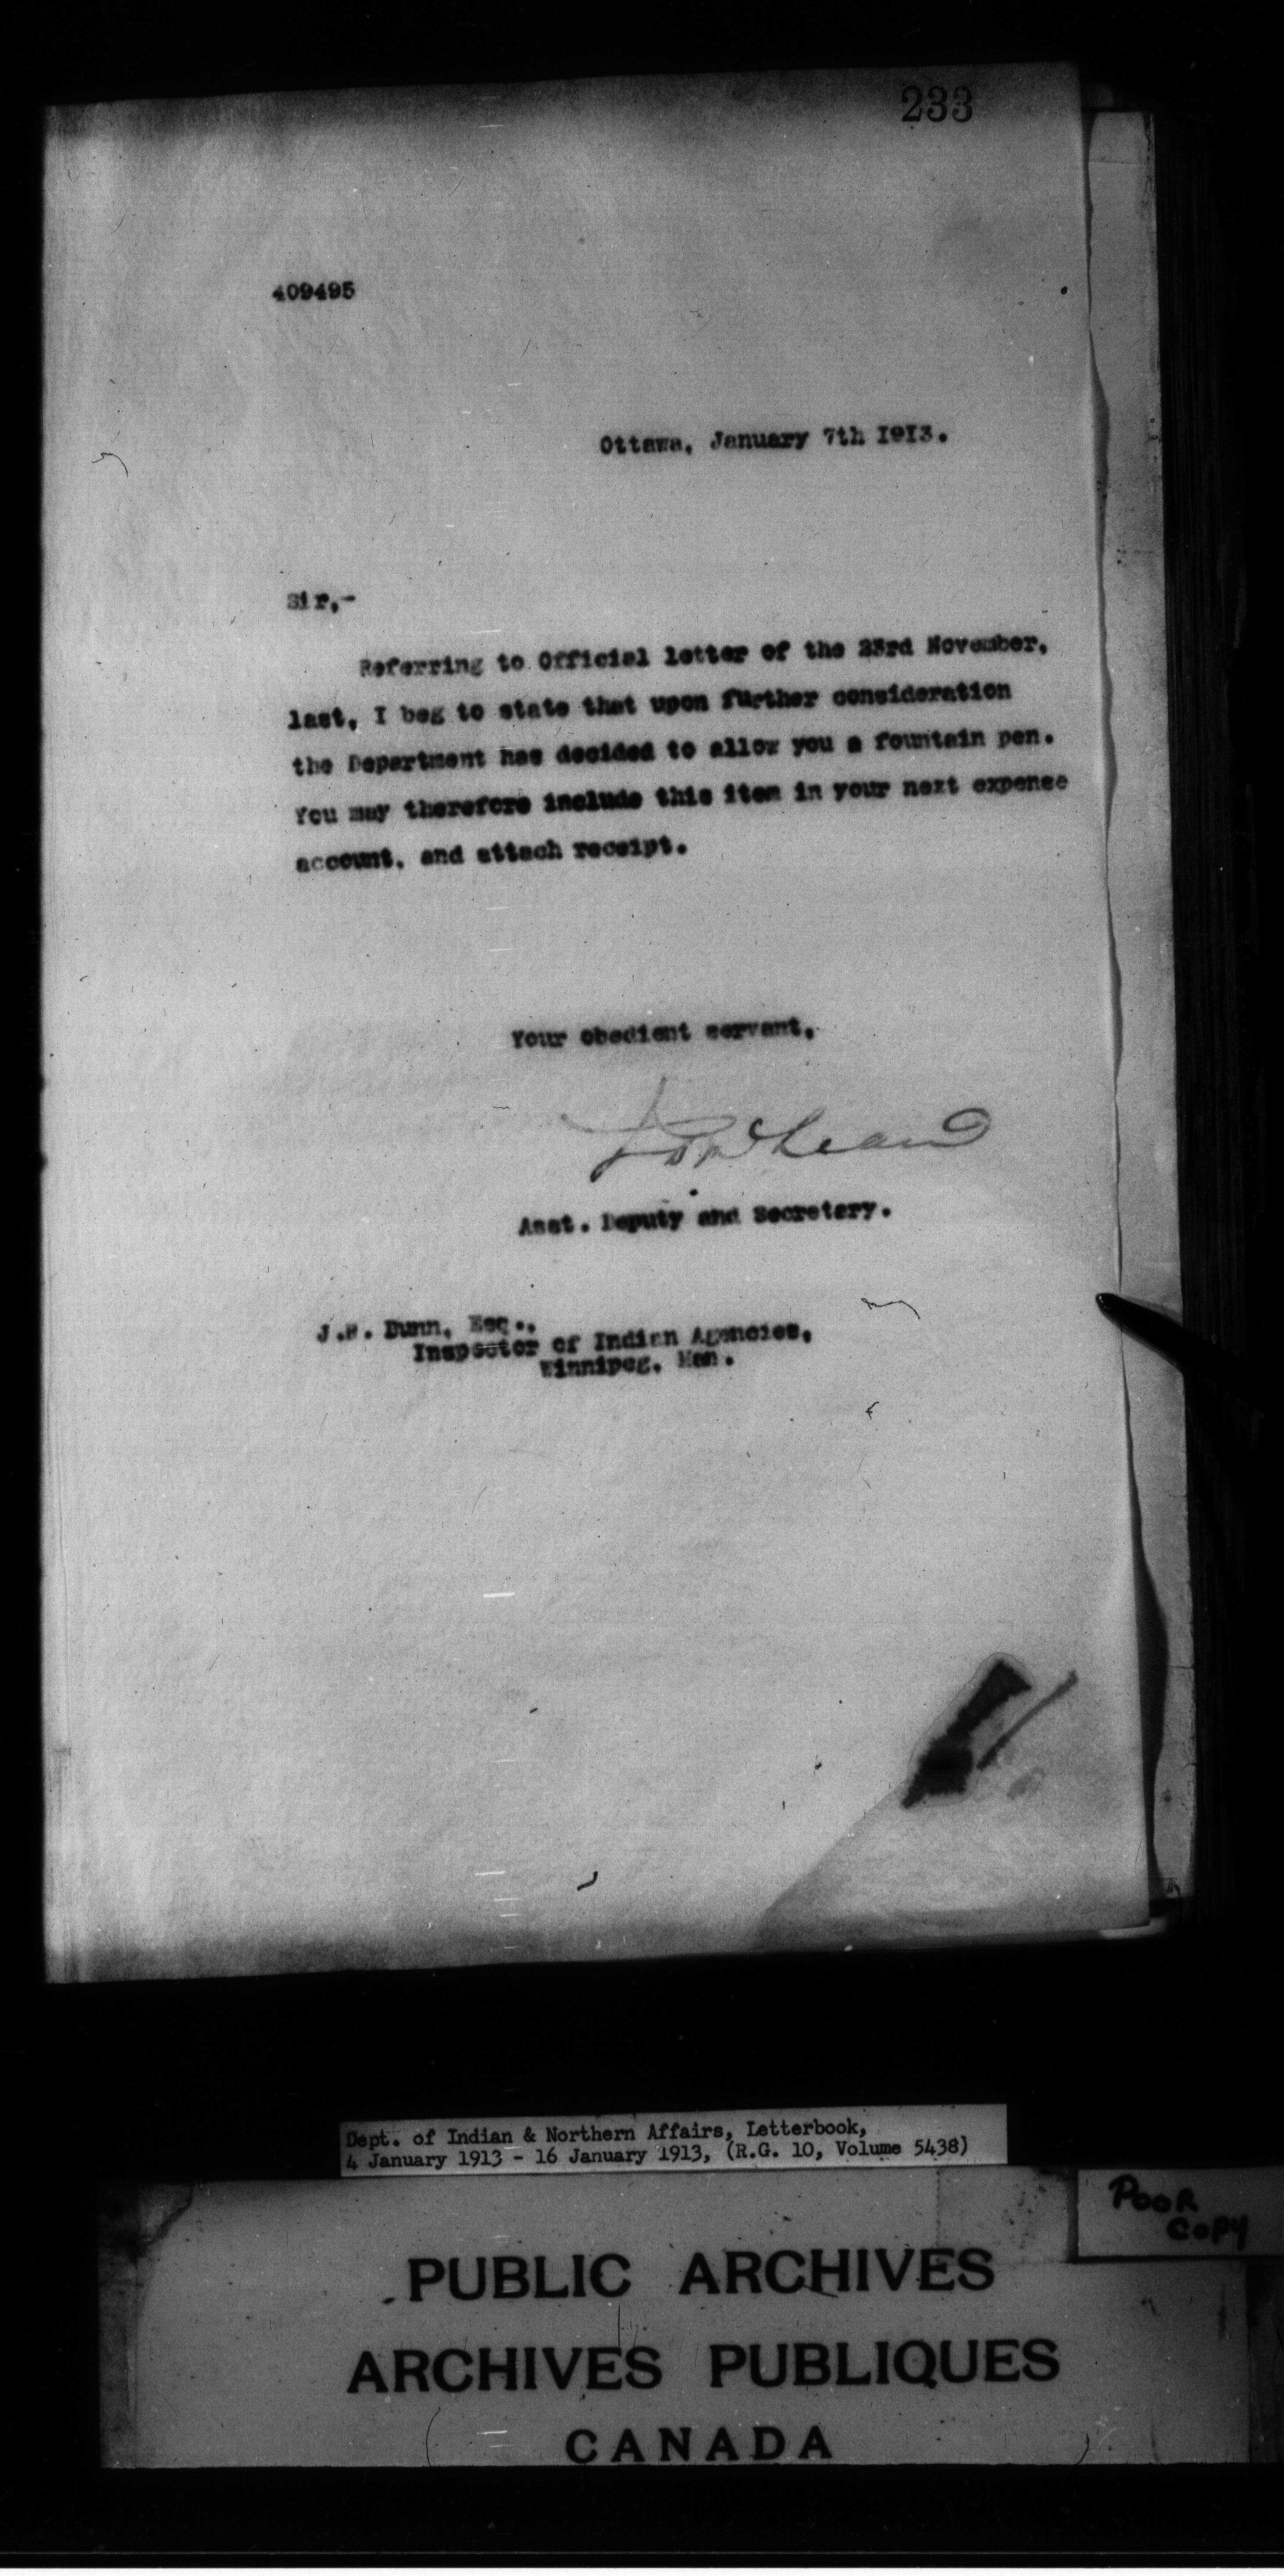 233
409495
Ottawa, January 7th 1913.
Sir,-
Referring to Official letter of the 23rd November,
last, I beg to state that upon further consideration
the Department has decided to allow you a fountain pen.
You may therefore include this item in your next expense
account, and attach receipt.
Your obedient servant,
Asst. Deputy and Secretary.
J. Dunn, Esq.,
Inspector of Indian Agencies,
Winnipeg, Man.
Dept. of Indian & Northern Affairs, Letterbook,
4 January 1913 - 16 January 1913, (R.G. 10, Volume 5438)
POOR
COPY
PUBLIC ARCHIVES
ARCHIVES PUBLIQUES
CANADA